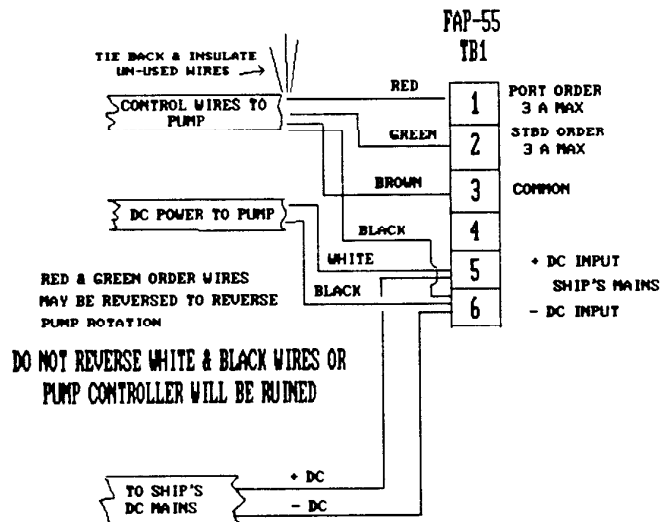 FAP-55
TB1
TIE BACK & INSULATE
UN-USED WIRES
CONTROL WIRES TO
PUMP
RED
1
PORT ORDER
3 A MAX
GREEN
2
STBD ORDER
3 A MAX
BROWN
3
COMMON
DC POWER TO PUMP
BLACK
4
WHITE
5
+ DC INPUT
SHIP'S MAINS
BLACK
6
- DC INPUT
RED & GREEN ORDER WIRES
MAY BE REVERSED TO REVERSE
PUMP ROTATION
DO NOT REVERSE WHITE & BLACK WIRES OR
PUMP CONTROLLER WILL BE RUINED
TO SHIP'S
DC MAINS
+ DC
- DC